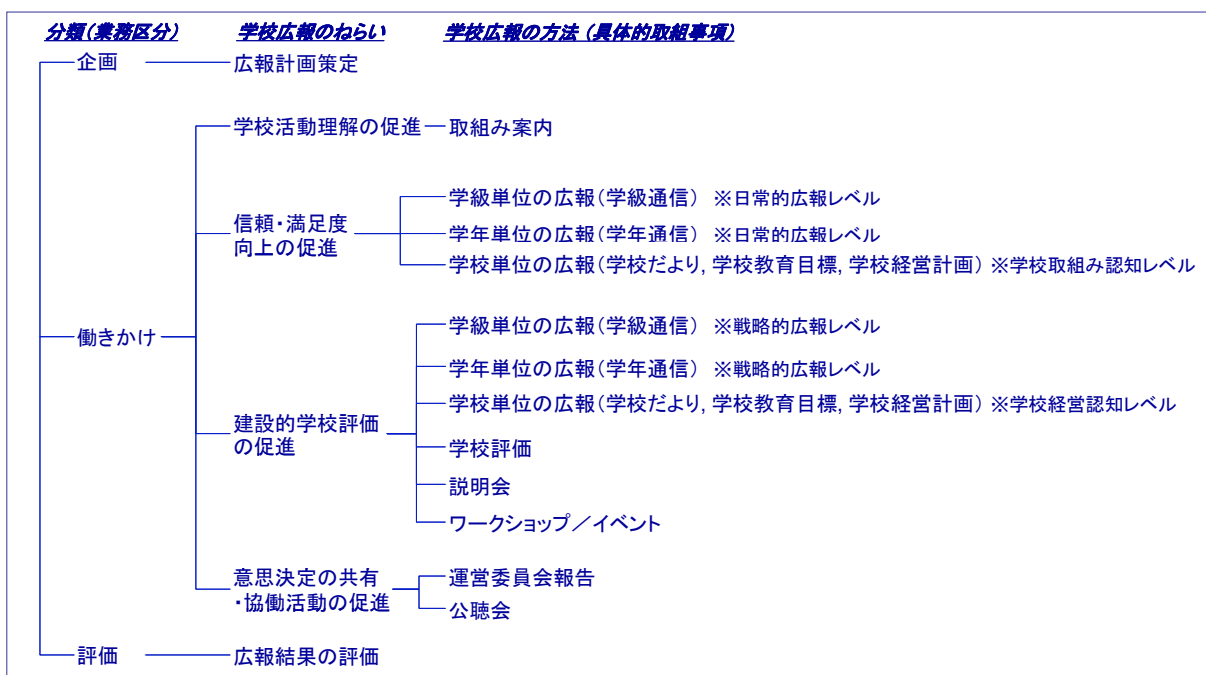 分類(業務区分) 学校広報のねらい 学校広報の方法(具体的取組事項)
企画 広報計画策定
学校活動理解の促進 取組み案内
学級単位の広報(学級通信) ※日常的広報レベル
信頼・満足度
向上の促進
学年単位の広報(学年通信) ※日常的広報レベル
学校単位の広報(学校だより,学校教育目標,学校経営計画) ※学校取組み認知レベル
働きかけ
学級単位の広報(学級通信) ※戦略的広報レベル
学年単位の広報(学年通信) ※戦略的広報レベル
学校単位の広報(学校だより,学校教育目標,学校経営計画) ※学校経営認知レベル
建設的学校評価
の促進
学校評価
説明会
ワークショップ/イベント
意思決定の共有
・協働活動の促進
運営委員会報告
公聴会
評価 広報結果の評価